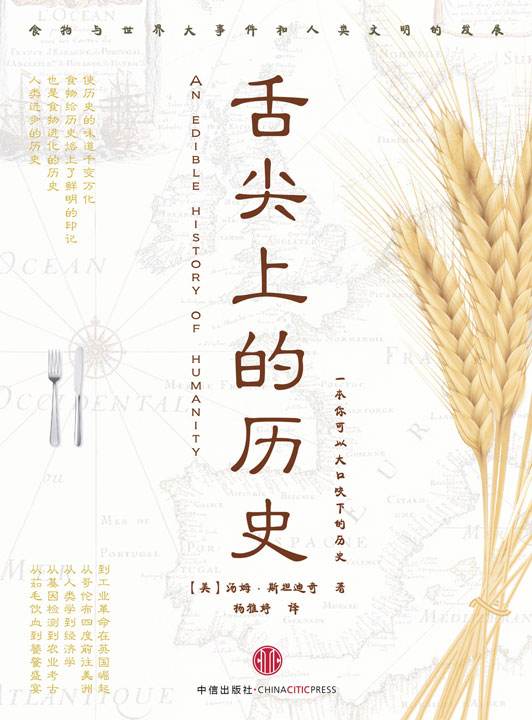 食物与世界大事件和人类文明的发展
人类进步的历史
也是食物进化的历史
食物给历史烙上了鲜明的印记
使历史的味道千变万化
AN EDIBLE HISTORY OF HUMANITY
舌尖上的历史
一本你可以大口咬下的历史
OCEAN
OCCIDENTAL
FRANCE
MER DE
PORTUGAL
ATLANTIQUE
从茹毛饮血到饕餮盛宴
从基因检测到农业考古
从人类学到经济学
从哥伦布四度前往美洲
到工业革命在英国崛起
【美】汤姆·斯坦迪奇 著
杨雅婷 译
中信出版社·CHINACITICPRESS